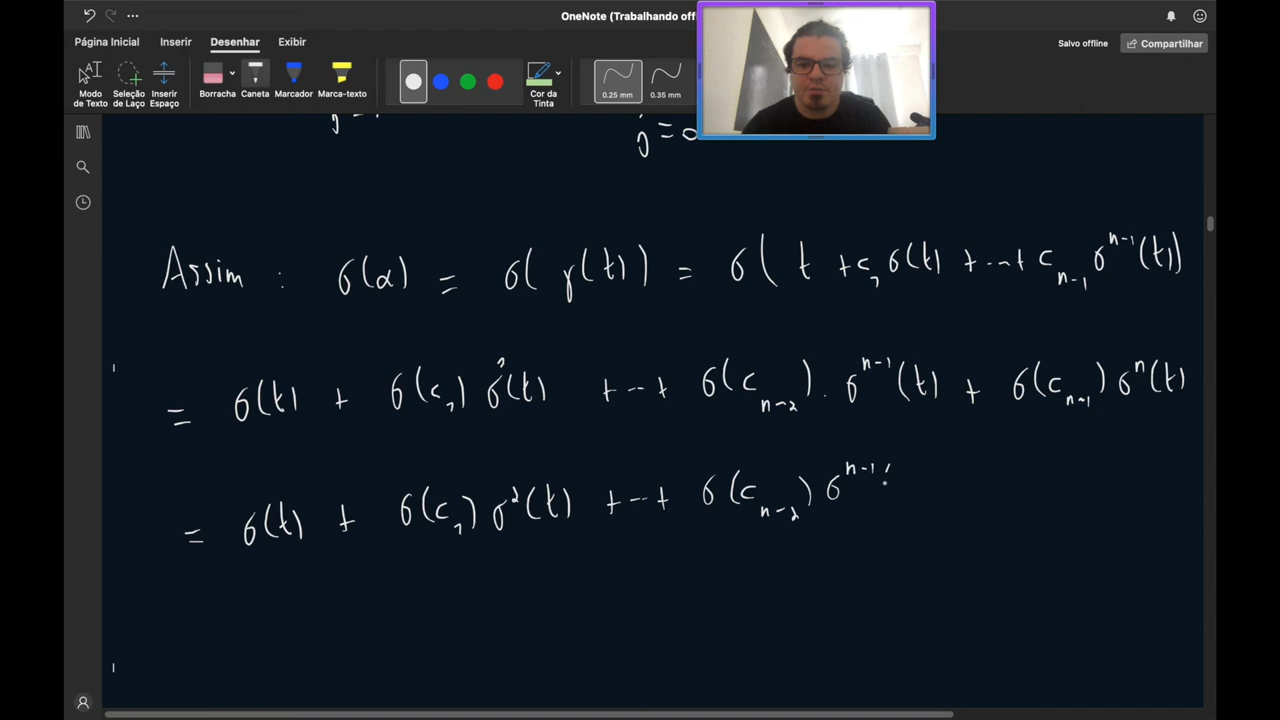 OneNote (Trabalhando off
Página Inicial Inserir Desenhar Exibir
Salvo offline Compartilhar
Modo de Texto
Seleção de Laço
Inserir Espaço
Borracha Caneta Marcador Marca-texto
Cor da Tinta
0.25 mm 0.35 mm
Assim : σ(α) = σ( γ(t) ) = σ( t + c₁σ(t) + ... + cₙ₋₁ σⁿ⁻¹(t))
= σ(t) + σ(c₁) σ²(t) + ... + σ(cₙ₋₂) . σⁿ⁻¹(t) + σ(cₙ₋₁) σⁿ(t)
= σ(t) + σ(c₁) σ²(t) + ... + σ(cₙ₋₂) σⁿ⁻¹(